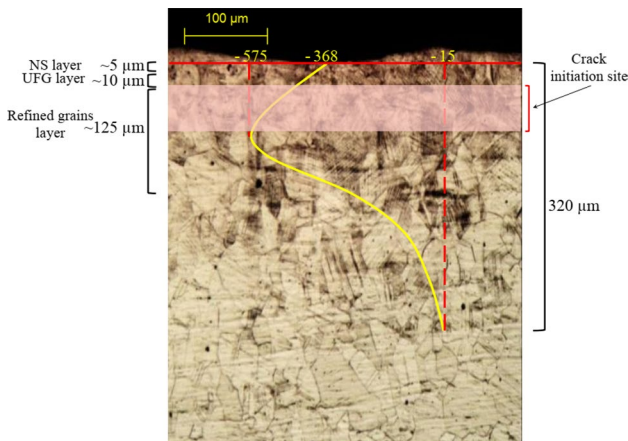 100 μm
-575
-368
-15
NS layer ~5 μm
UFG layer ~10 μm
Refined grains
layer
~125 μm
Crack
initiation site
320 μm